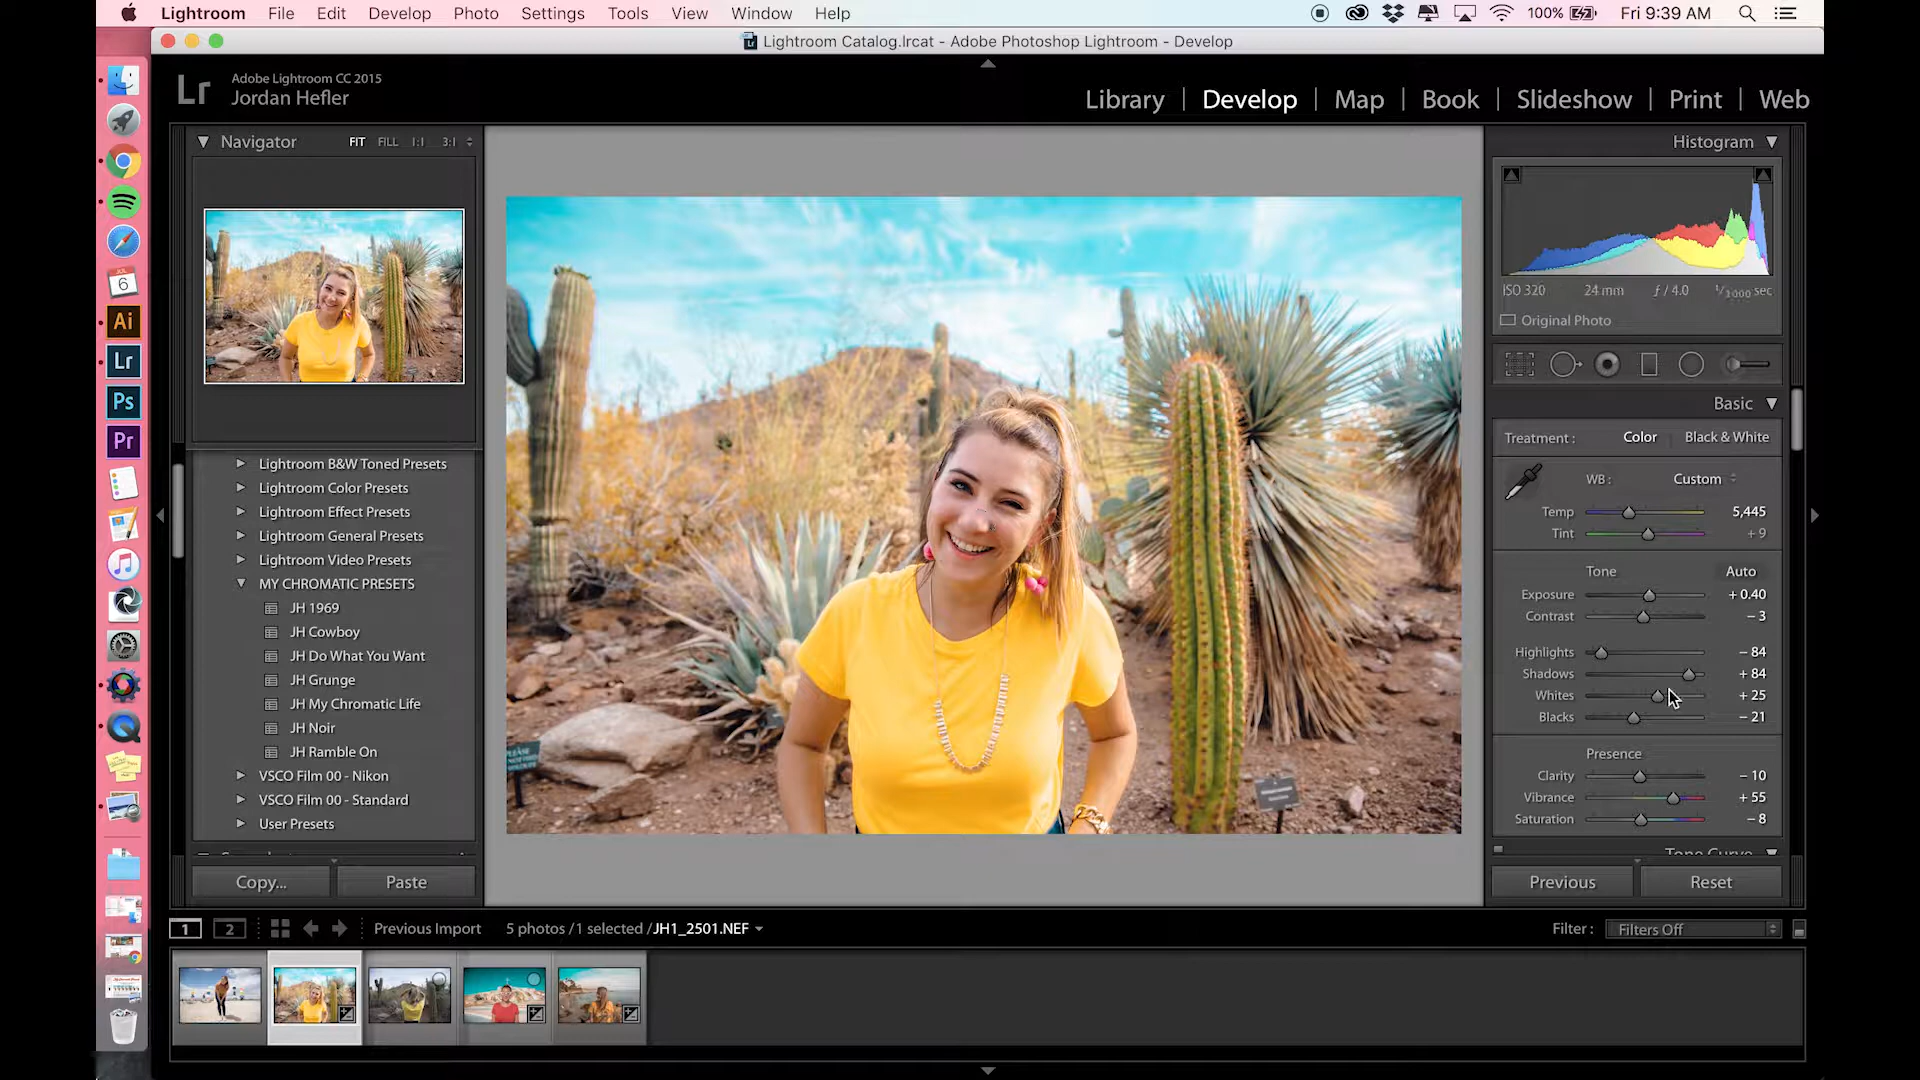 Lightroom File Edit Develop Photo Settings Tools View Window Help 100% Fri 9:39 AM
Lightroom Catalog.lrcat - Adobe Photoshop Lightroom - Develop
Lr Adobe Lightroom CC 2015
Jordan Hefler
Library | Develop | Map | Book | Slideshow | Print | Web
Navigator FIT FILL 1:1 3:1
Histogram
ISO 320 24 mm f / 4.0 1/1000 sec
Original Photo
Basic
Treatment : Color Black & White
WB : Custom
Temp 5,445
Tint + 9
Tone Auto
Exposure + 0.40
Contrast – 3
Highlights – 84
Shadows + 84
Whites + 25
Blacks – 21
Presence
Clarity – 10
Vibrance + 55
Saturation – 8
Tone Curve
Previous Reset
Lightroom B&W Toned Presets
Lightroom Color Presets
Lightroom Effect Presets
Lightroom General Presets
Lightroom Video Presets
MY CHROMATIC PRESETS
JH 1969
JH Cowboy
JH Do What You Want
JH Grunge
JH My Chromatic Life
JH Noir
JH Ramble On
VSCO Film 00 - Nikon
VSCO Film 00 - Standard
User Presets
Copy... Paste
1 2 Previous Import 5 photos / 1 selected / JH1_2501.NEF
Filter : Filters Off
JUL
6
Ai
Lr
Ps
Pr
PLEASE